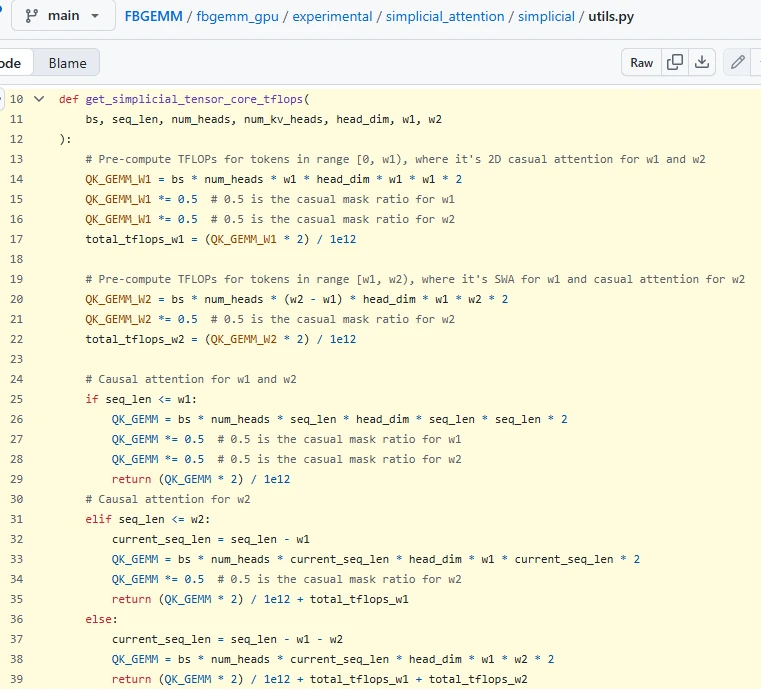 main
FBGEMM / fbgemm_gpu / experimental / simplicial_attention / simplicial / utils.py
ode Blame Raw
10 def get_simplicial_tensor_core_tflops(
11     bs, seq_len, num_heads, num_kv_heads, head_dim, w1, w2
12 ):
13     # Pre-compute TFLOPs for tokens in range [0, w1), where it's 2D casual attention for w1 and w2
14     QK_GEMM_W1 = bs * num_heads * w1 * head_dim * w1 * w1 * 2
15     QK_GEMM_W1 *= 0.5  # 0.5 is the casual mask ratio for w1
16     QK_GEMM_W1 *= 0.5  # 0.5 is the casual mask ratio for w2
17     total_tflops_w1 = (QK_GEMM_W1 * 2) / 1e12
18
19     # Pre-compute TFLOPs for tokens in range [w1, w2), where it's SWA for w1 and casual attention for w2
20     QK_GEMM_W2 = bs * num_heads * (w2 - w1) * head_dim * w1 * w2 * 2
21     QK_GEMM_W2 *= 0.5  # 0.5 is the casual mask ratio for w2
22     total_tflops_w2 = (QK_GEMM_W2 * 2) / 1e12
23
24     # Causal attention for w1 and w2
25     if seq_len <= w1:
26         QK_GEMM = bs * num_heads * seq_len * head_dim * seq_len * seq_len * 2
27         QK_GEMM *= 0.5  # 0.5 is the casual mask ratio for w1
28         QK_GEMM *= 0.5  # 0.5 is the casual mask ratio for w2
29         return (QK_GEMM * 2) / 1e12
30     # Causal attention for w2
31     elif seq_len <= w2:
32         current_seq_len = seq_len - w1
33         QK_GEMM = bs * num_heads * current_seq_len * head_dim * w1 * current_seq_len * 2
34         QK_GEMM *= 0.5  # 0.5 is the casual mask ratio for w2
35         return (QK_GEMM * 2) / 1e12 + total_tflops_w1
36     else:
37         current_seq_len = seq_len - w1 - w2
38         QK_GEMM = bs * num_heads * current_seq_len * head_dim * w1 * w2 * 2
39         return (QK_GEMM * 2) / 1e12 + total_tflops_w1 + total_tflops_w2